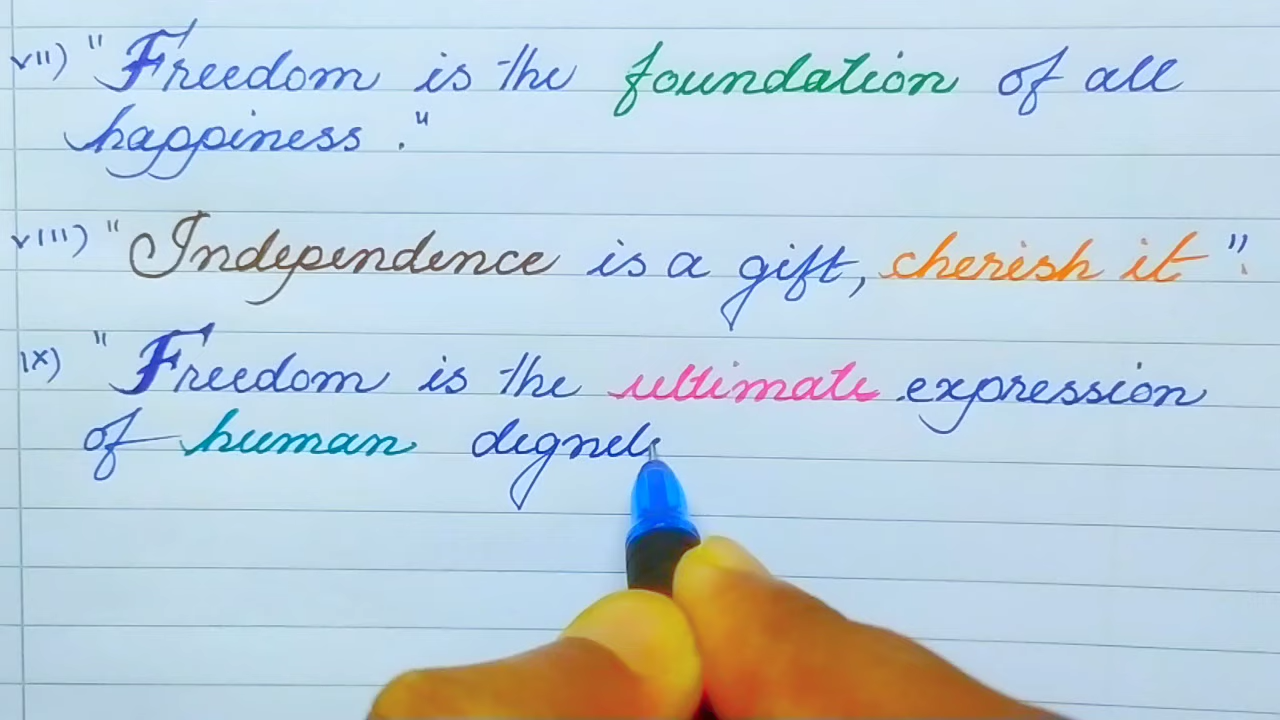 vii) "Freedom is the foundation of all
happiness."
viii) "Independence is a gift, cherish it".
ix) "Freedom is the ultimate expression
of human